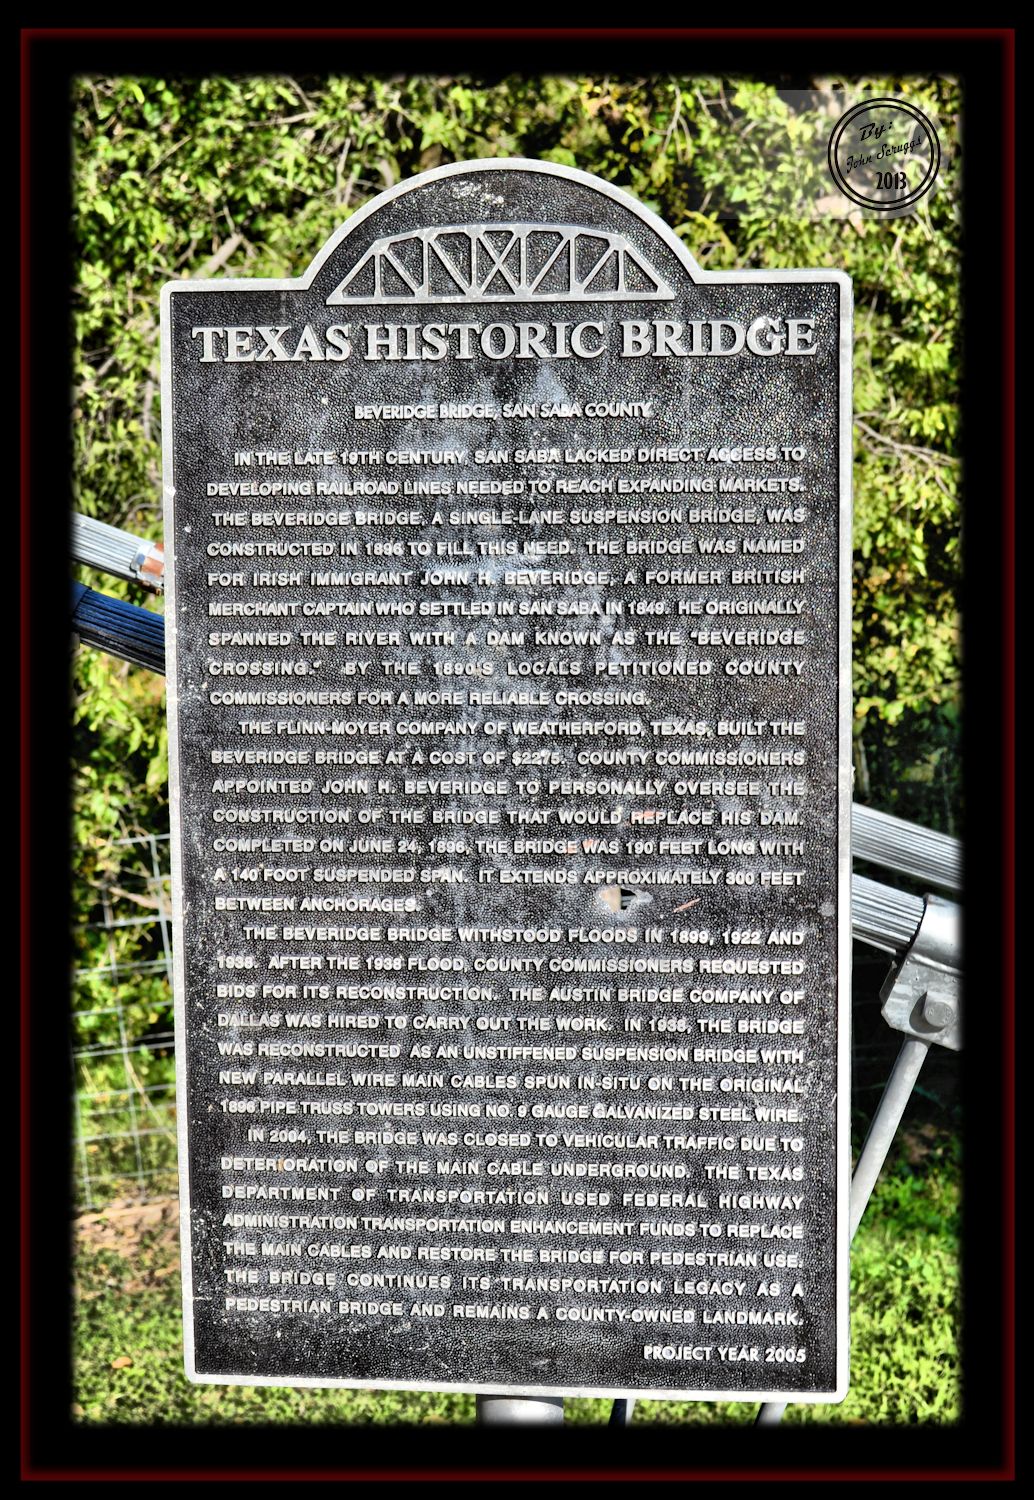 By:
John Scruggs
2013
TEXAS HISTORIC BRIDGE
BEVERIDGE BRIDGE, SAN SABA COUNTY
IN THE LATE 19TH CENTURY, SAN SABA LACKED DIRECT ACCESS TO
DEVELOPING RAILROAD LINES NEEDED TO REACH EXPANDING MARKETS.
THE BEVERIDGE BRIDGE, A SINGLE-LANE SUSPENSION BRIDGE, WAS
CONSTRUCTED IN 1896 TO FILL THIS NEED. THE BRIDGE WAS NAMED
FOR IRISH IMMIGRANT JOHN H. BEVERIDGE, A FORMER BRITISH
MERCHANT CAPTAIN WHO SETTLED IN SAN SABA IN 1849. HE ORIGINALLY
SPANNED THE RIVER WITH A DAM KNOWN AS THE "BEVERIDGE
CROSSING." BY THE 1890'S LOCALS PETITIONED COUNTY
COMMISSIONERS FOR A MORE RELIABLE CROSSING.
THE FLINN-MOYER COMPANY OF WEATHERFORD, TEXAS, BUILT THE
BEVERIDGE BRIDGE AT A COST OF $2275. COUNTY COMMISSIONERS
APPOINTED JOHN H. BEVERIDGE TO PERSONALLY OVERSEE THE
CONSTRUCTION OF THE BRIDGE THAT WOULD REPLACE HIS DAM.
COMPLETED ON JUNE 24, 1896, THE BRIDGE WAS 190 FEET LONG WITH
A 140 FOOT SUSPENDED SPAN. IT EXTENDS APPROXIMATELY 300 FEET
BETWEEN ANCHORAGES.
THE BEVERIDGE BRIDGE WITHSTOOD FLOODS IN 1899, 1922 AND
1938. AFTER THE 1938 FLOOD, COUNTY COMMISSIONERS REQUESTED
BIDS FOR ITS RECONSTRUCTION. THE AUSTIN BRIDGE COMPANY OF
DALLAS WAS HIRED TO CARRY OUT THE WORK. IN 1938, THE BRIDGE
WAS RECONSTRUCTED AS AN UNSTIFFENED SUSPENSION BRIDGE WITH
NEW PARALLEL WIRE MAIN CABLES SPUN IN-SITU ON THE ORIGINAL
1896 PIPE TRUSS TOWERS USING NO. 9 GAUGE GALVANIZED STEEL WIRE.
IN 2004, THE BRIDGE WAS CLOSED TO VEHICULAR TRAFFIC DUE TO
DETERIORATION OF THE MAIN CABLE UNDERGROUND. THE TEXAS
DEPARTMENT OF TRANSPORTATION USED FEDERAL HIGHWAY
ADMINISTRATION TRANSPORTATION ENHANCEMENT FUNDS TO REPLACE
THE MAIN CABLES AND RESTORE THE BRIDGE FOR PEDESTRIAN USE.
THE BRIDGE CONTINUES ITS TRANSPORTATION LEGACY AS A
PEDESTRIAN BRIDGE AND REMAINS A COUNTY-OWNED LANDMARK.
PROJECT YEAR 2005